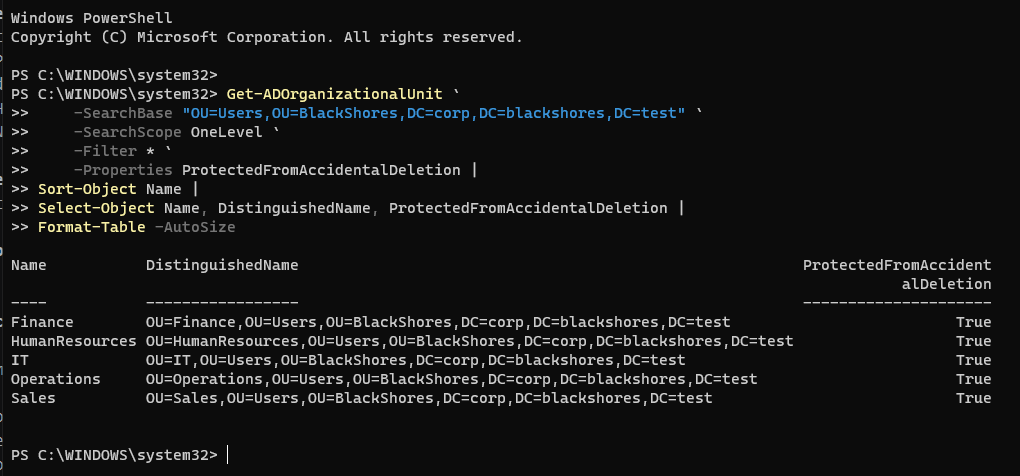 Windows PowerShell
Copyright (C) Microsoft Corporation. All rights reserved.
PS C:\WINDOWS\system32>
PS C:\WINDOWS\system32> Get-ADOrganizationalUnit `
>>     -SearchBase "OU=Users,OU=BlackShores,DC=corp,DC=blackshores,DC=test" `
>>     -SearchScope OneLevel `
>>     -Filter * `
>>     -Properties ProtectedFromAccidentalDeletion |
>> Sort-Object Name |
>> Select-Object Name, DistinguishedName, ProtectedFromAccidentalDeletion |
>> Format-Table -AutoSize
Name           DistinguishedName                                                        ProtectedFromAccident
alDeletion
----           -----------------                                                        ---------------------
Finance        OU=Finance,OU=Users,OU=BlackShores,DC=corp,DC=blackshores,DC=test                         True
HumanResources OU=HumanResources,OU=Users,OU=BlackShores,DC=corp,DC=blackshores,DC=test                  True
IT             OU=IT,OU=Users,OU=BlackShores,DC=corp,DC=blackshores,DC=test                              True
Operations     OU=Operations,OU=Users,OU=BlackShores,DC=corp,DC=blackshores,DC=test                      True
Sales          OU=Sales,OU=Users,OU=BlackShores,DC=corp,DC=blackshores,DC=test                           True
PS C:\WINDOWS\system32>